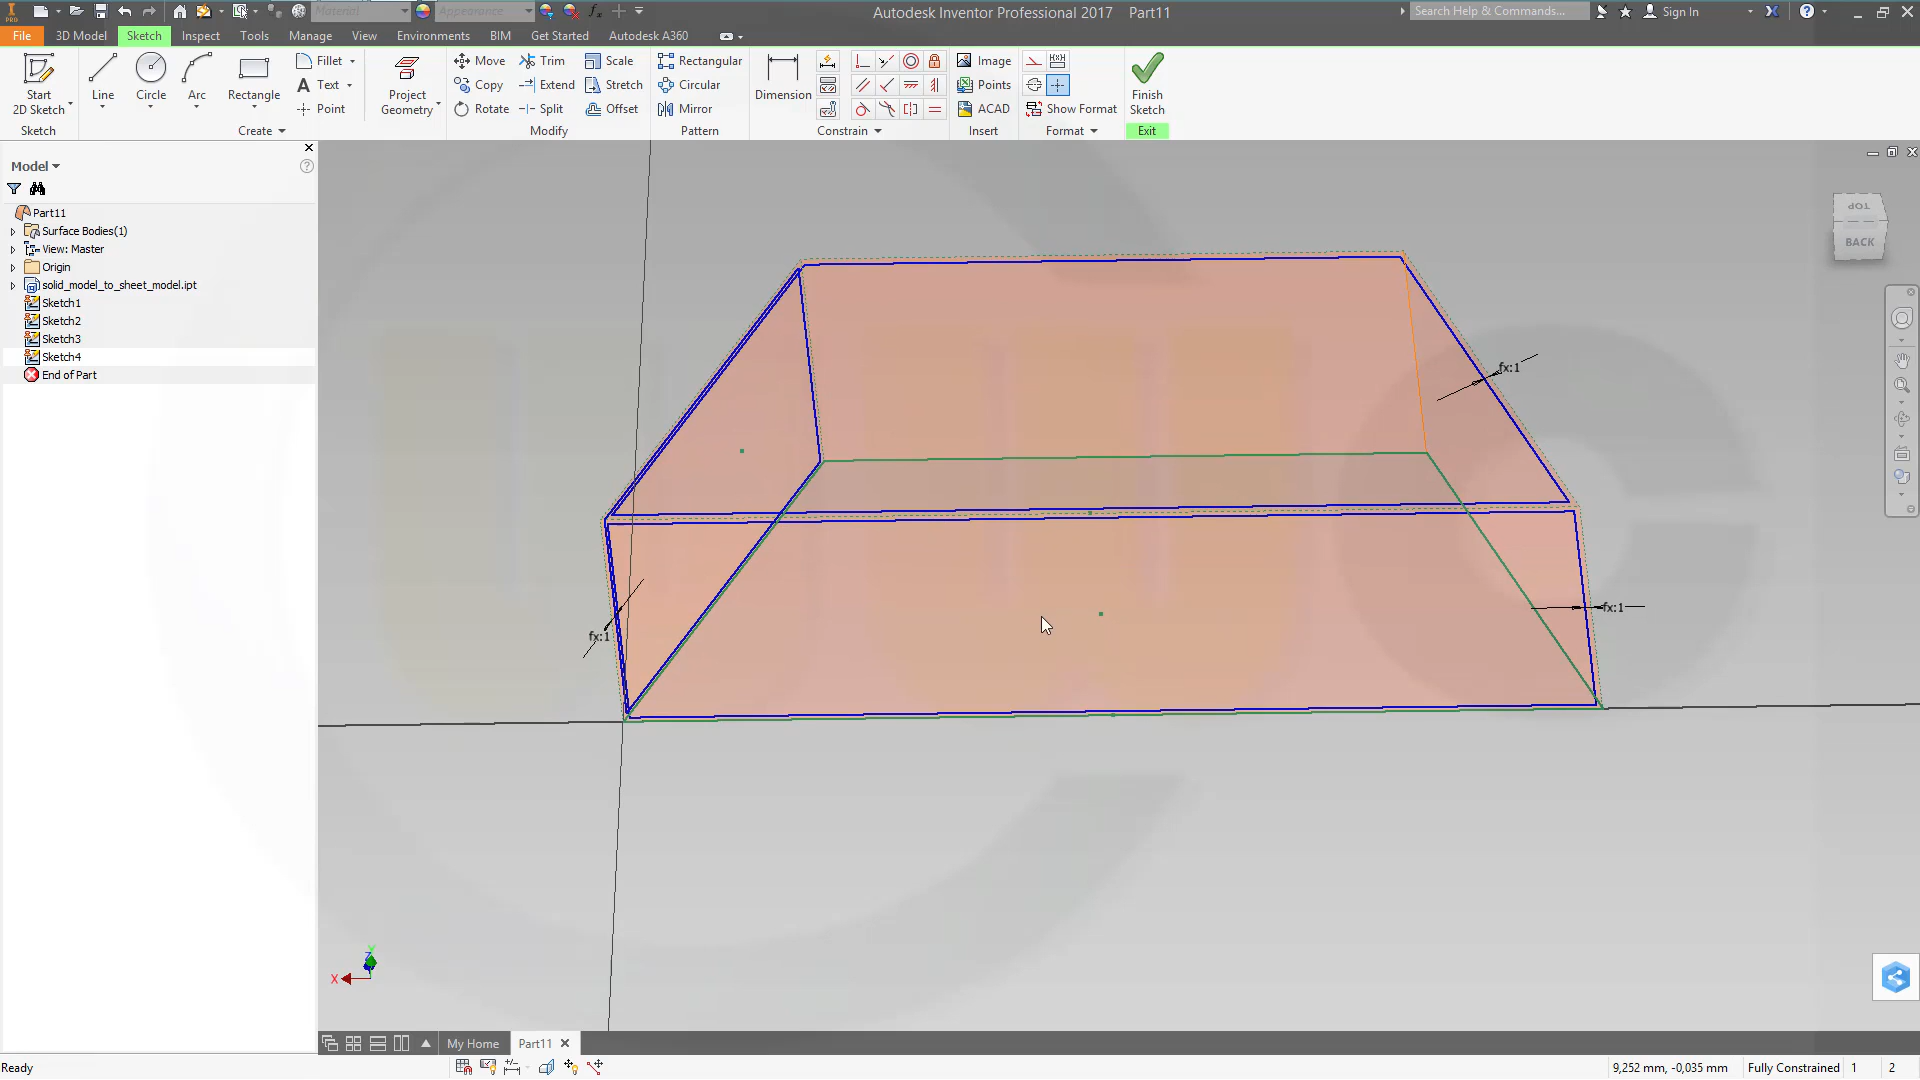 PRO
Material
Appearance
fx
Autodesk Inventor Professional 2017 Part11
Search Help & Commands...
Sign In
File
3D Model
Sketch
Inspect
Tools
Manage
View
Environments
BIM
Get Started
Autodesk A360
Start
2D Sketch
Sketch
Line
Circle
Arc
Rectangle
Fillet
Text
Point
Create
Project
Geometry
Move
Copy
Rotate
Trim
Extend
Split
Scale
Stretch
Offset
Modify
Rectangular
Circular
Mirror
Pattern
Dimension
Constrain
Image
Points
ACAD
Insert
Show Format
Format
Finish
Sketch
Exit
Model
Part11
Surface Bodies(1)
View: Master
Origin
solid_model_to_sheet_model.ipt
Sketch1
Sketch2
Sketch3
Sketch4
End of Part
TOP
BACK
fx:1
fx:1
fx:1
X
Y
Z
My Home
Part11
Ready
9,252 mm, -0,035 mm
Fully Constrained
1
2